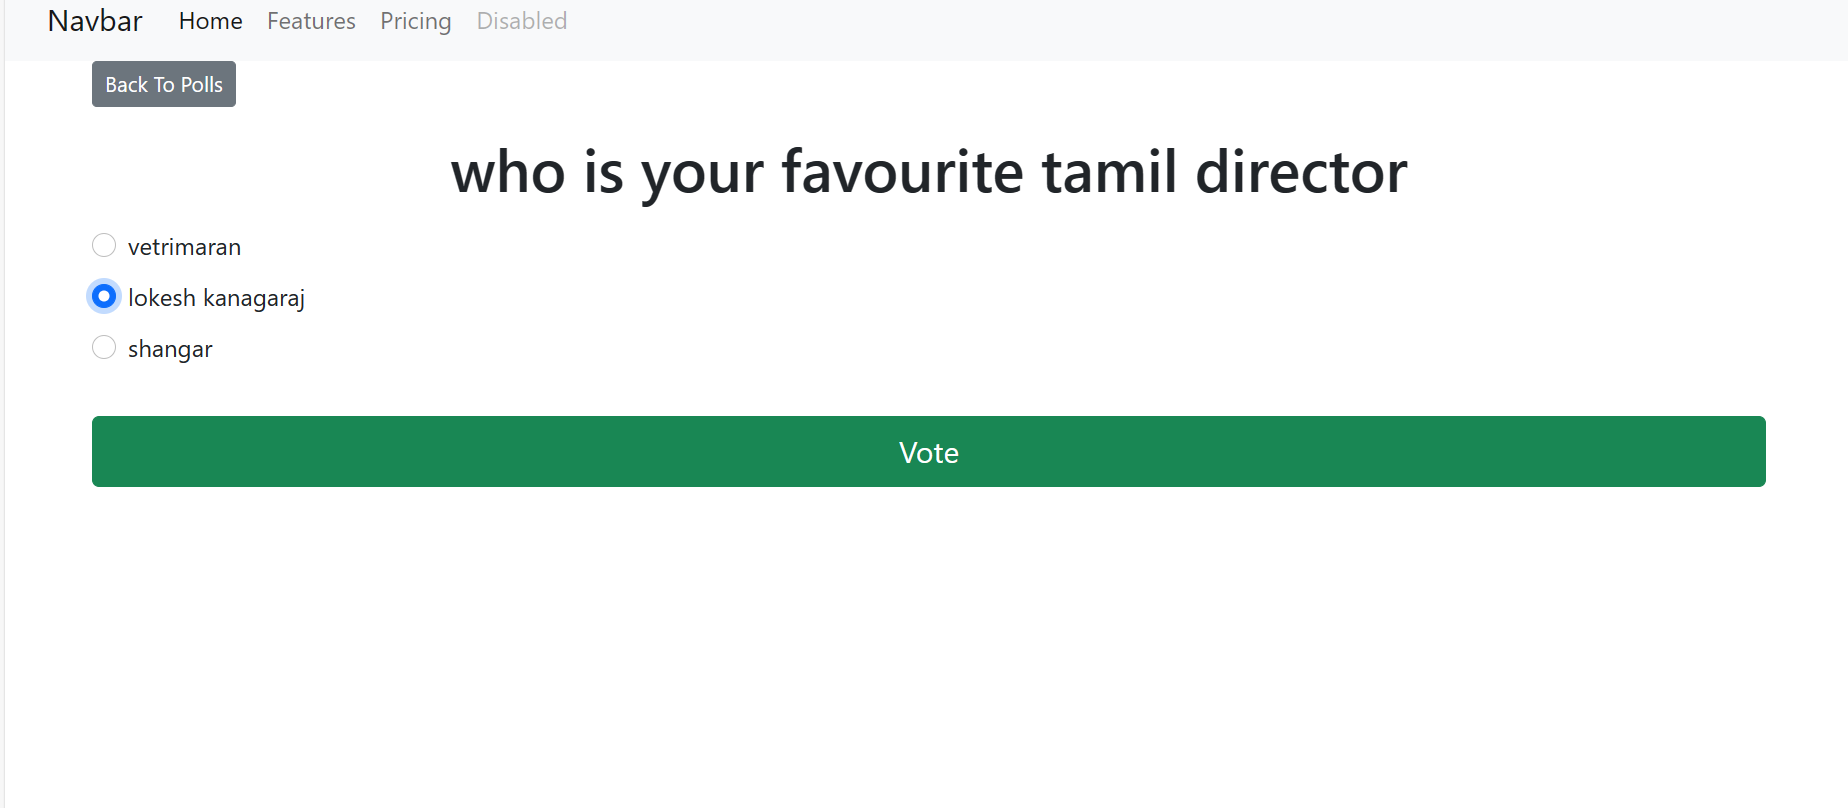 Navbar Home Features Pricing Disabled
Back To Polls
who is your favourite tamil director
vetrimaran
lokesh kanagaraj
shangar
Vote